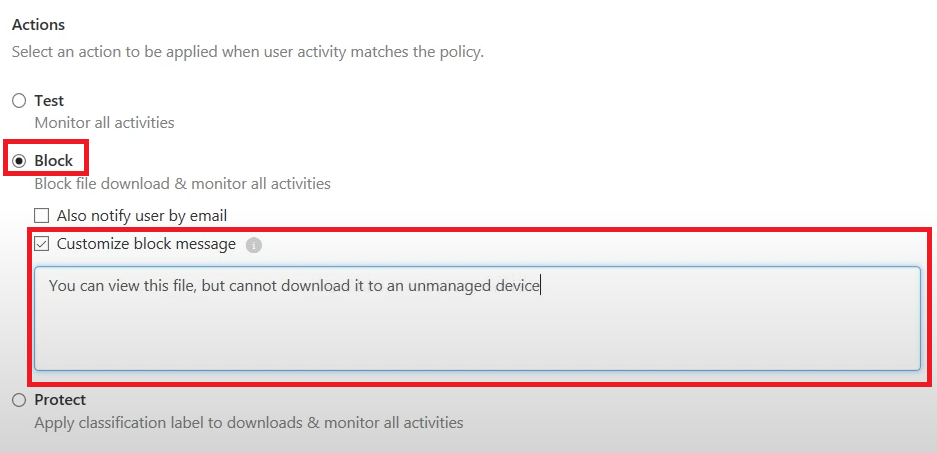 Actions
Select an action to be applied when user activity matches the policy.
Test
Monitor all activities
Block
Block file download & monitor all activities
Also notify user by email
Customize block message i
You can view this file, but cannot download it to an unmanaged device
Protect
Apply classification label to downloads & monitor all activities